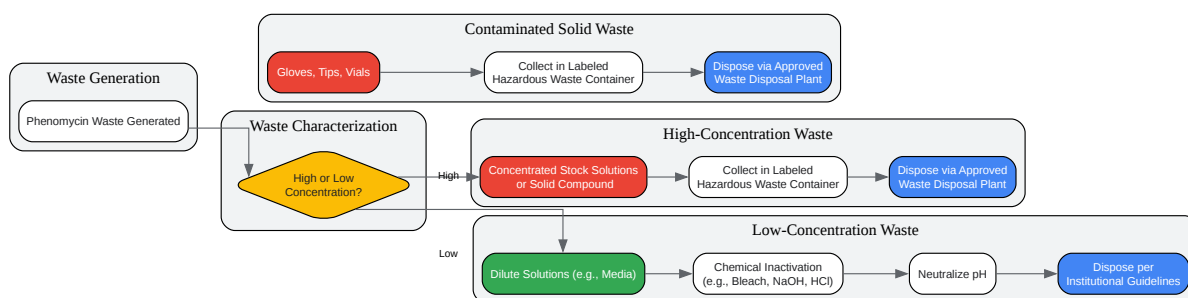 Contaminated Solid Waste
Gloves, Tips, Vials
Collect in Labeled
Hazardous Waste Container
Dispose via Approved
Waste Disposal Plant
Waste Generation
Phenomycin Waste Generated
Waste Characterization
High or Low
Concentration?
High
Low
High-Concentration Waste
Concentrated Stock Solutions
or Solid Compound
Collect in Labeled
Hazardous Waste Container
Dispose via Approved
Waste Disposal Plant
Low-Concentration Waste
Dilute Solutions (e.g., Media)
Chemical Inactivation
(e.g., Bleach, NaOH, HCl)
Neutralize pH
Dispose per
Institutional Guidelines